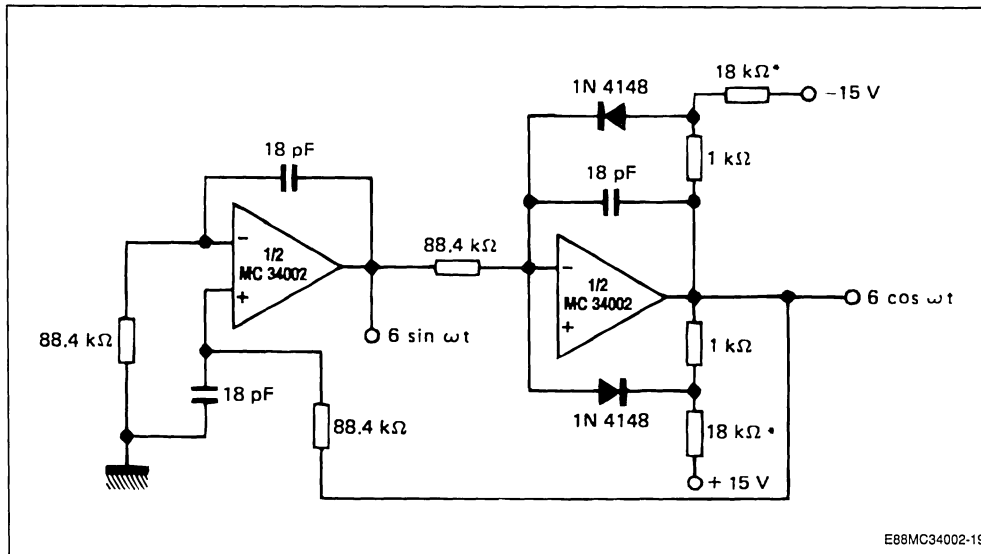 18 kΩ*
1N 4148
−15 V
18 pF
1 kΩ
18 pF
−
1/2
MC 34002
+
88.4 kΩ
−
1/2
MC 34002
+
6 cos ωt
6 sin ωt
88.4 kΩ
1 kΩ
18 pF
88.4 kΩ
1N 4148
18 kΩ*
+ 15 V
E88MC34002-19